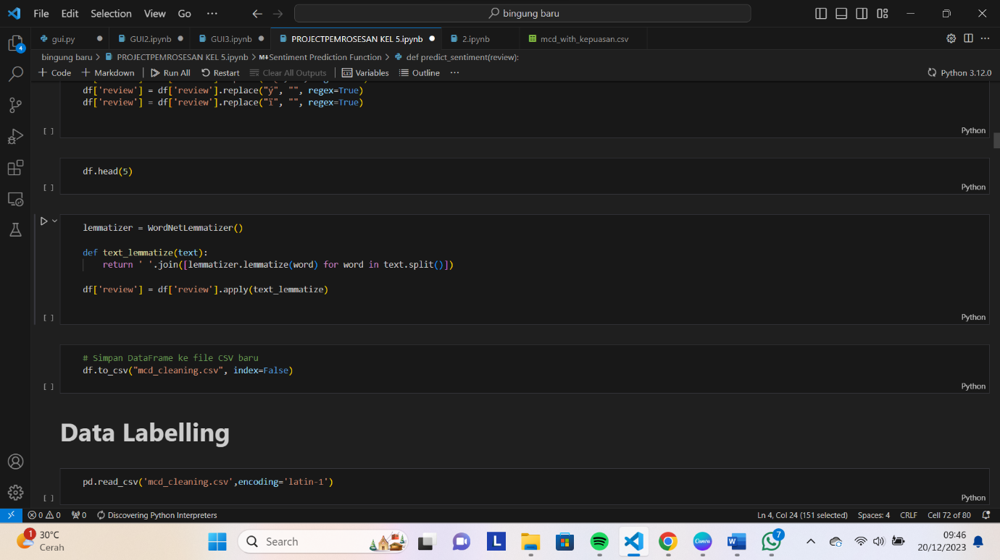 File Edit Selection View Go ··· bingung baru
gui.py GUI2.ipynb GUI3.ipynb PROJECTPEMROSESAN KEL 5.ipynb 2.ipynb mcd_with_kepuasan.csv
bingung baru > PROJECTPEMROSESAN KEL 5.ipynb > M↓Sentiment Prediction Function > def predict_sentiment(review):
+ Code + Markdown | Run All Restart Clear All Outputs | Variables Outline ··· Python 3.12.0
4
df['review'] = df['review'].replace("ý", "", regex=True)
df['review'] = df['review'].replace("ï", "", regex=True)
[ ] Python
df.head(5)
[ ] Python
lemmatizer = WordNetLemmatizer()
def text_lemmatize(text):
return ' '.join([lemmatizer.lemmatize(word) for word in text.split()])
df['review'] = df['review'].apply(text_lemmatize)
[ ] Python
# Simpan DataFrame ke file CSV baru
df.to_csv("mcd_cleaning.csv", index=False)
[ ] Python
Data Labelling
pd.read_csv('mcd_cleaning.csv',encoding='latin-1')
[ ] Python
0 0 0 Discovering Python Interpreters Ln 4, Col 24 (151 selected) Spaces: 4 CRLF Cell 72 of 80
1 30°C Search L Canva W 7 09:46
Cerah 20/12/2023